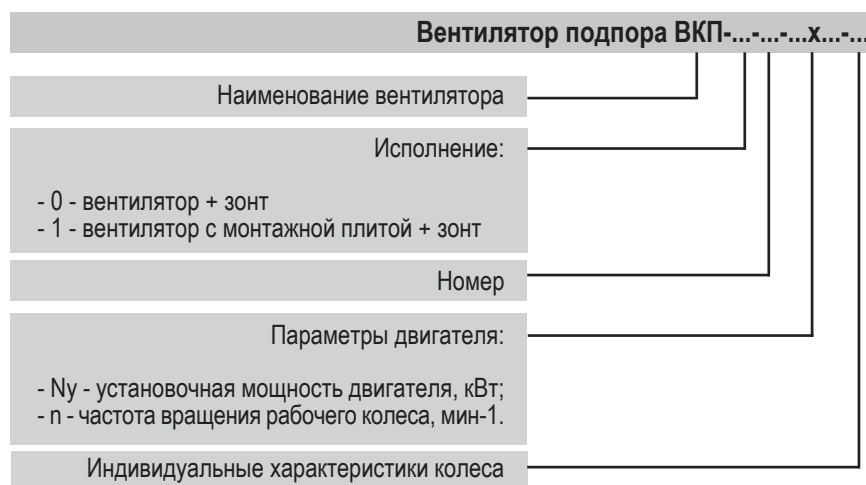 Вентилятор подпора ВКП-...-...-...х...-...
Наименование вентилятора
Исполнение:
- 0 - вентилятор + зонт
- 1 - вентилятор с монтажной плитой + зонт
Номер
Параметры двигателя:
- Ny - установочная мощность двигателя, кВт;
- n - частота вращения рабочего колеса, мин-1.
Индивидуальные характеристики колеса